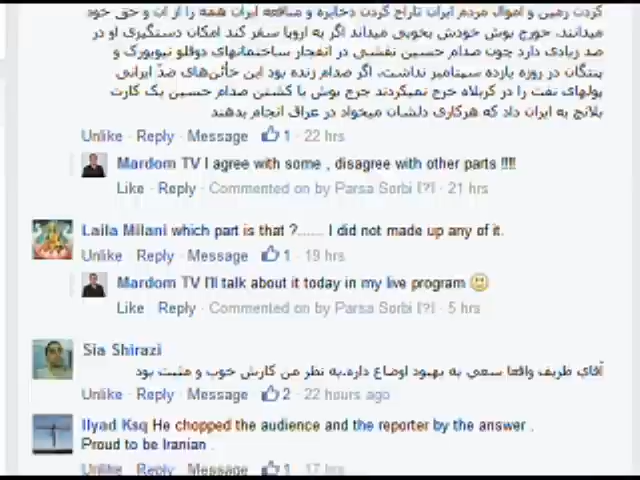 کردت زمین و اموال مردم ایران تاراج کردت دخایره و منافعه ایران همه را از آن و حق خود
میدانند، خورج بوش خودش بخوبی میداند اگر به اروپا سفر کند امکان دستگیری او در
صد زیادی دارد چون صدام حسین نقشی در انفجار ساختمانهای دوقلو نیویورک و
پنتگان در روزه یازده سپتامبر نداشت، اگر صدام زنده بود این خائن‌های ضدّ ایرانی
پولهای نفت را در کربلاه خرج نمیکردند جرج بوش با کشتن صدام حسین یک کارت
بلانچ به ایران داد که هرکاری دلشان میخواد در عراق انجام بدهند
Unlike · Reply · Message · 1 · 22 hrs
Mardom TV I agree with some , disagree with other parts !!!!
Like · Reply · Commented on by Parsa Sorbi [?] · 21 hrs
Laila Milani which part is that ?...... I did not made up any of it.
Unlike · Reply · Message · 1 · 19 hrs
Mardom TV I'll talk about it today in my live program
Like · Reply · Commented on by Parsa Sorbi [?] · 5 hrs
Sia Shirazi
آقای ظریف واقعا سعی به بهبود اوضاع داره.به نظر من کارش خوب و مثبت بود
Unlike · Reply · Message · 2 · 22 hours ago
Ilyad Ksq He chopped the audience and the reporter by the answer .
Proud to be Iranian .
Unlike · Reply · Message · 1 · 17 hrs